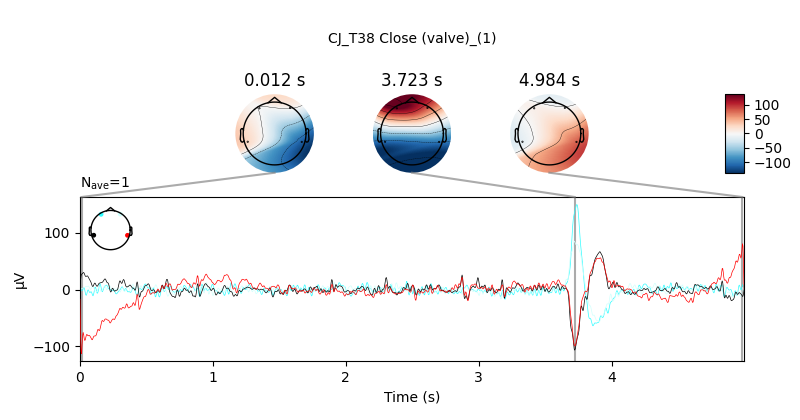 CJ_T38 Close (valve)_(1)
0.012 s 3.723 s 4.984 s
100
50
0
−50
−100
Nave=1
100
0
−100
µV
0 1 2 3 4
Time (s)